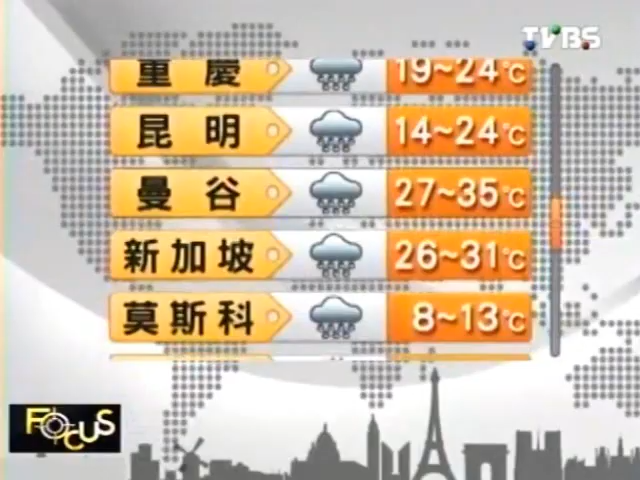 TVBS
重慶 19~24℃
昆明 14~24℃
曼谷 27~35℃
新加坡 26~31℃
莫斯科 8~13℃
FOCUS